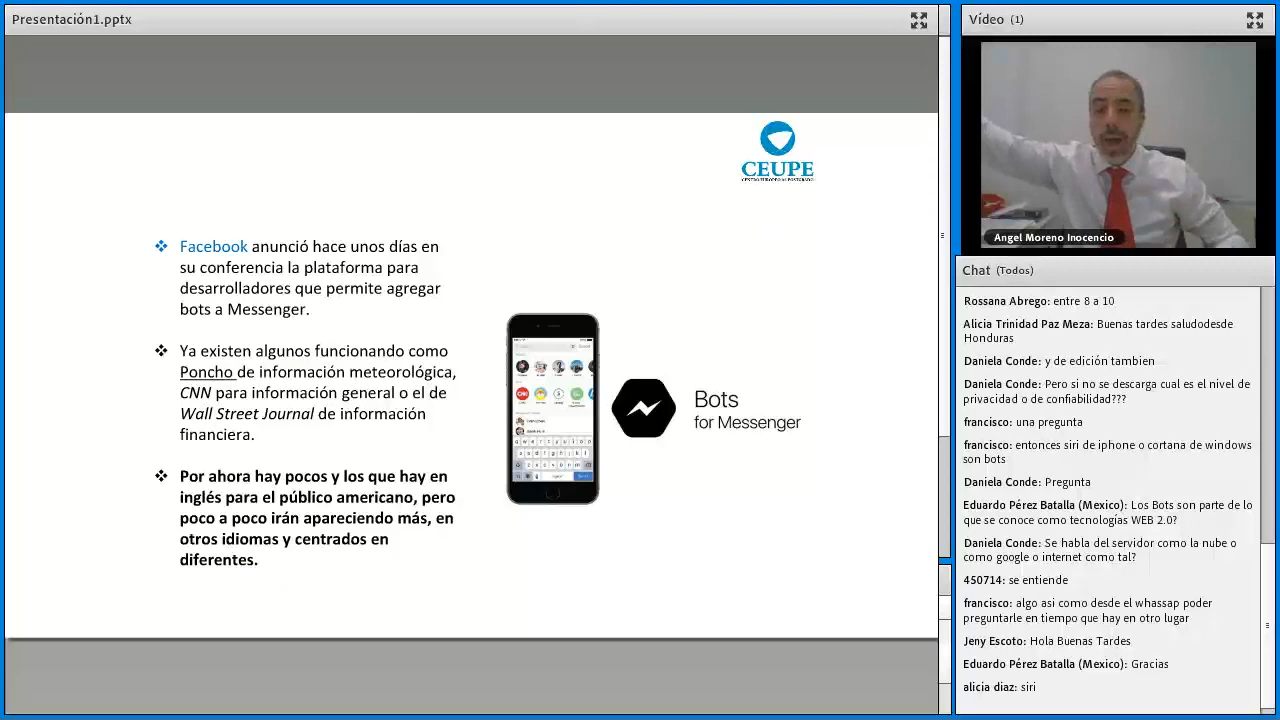 Presentación1.pptx
CEUPE
CENTRO EUROPEO DE POSTGRADO
Facebook anunció hace unos días en
su conferencia la plataforma para
desarrolladores que permite agregar
bots a Messenger.
Ya existen algunos funcionando como
Poncho de información meteorológica,
CNN para información general o el de
Wall Street Journal de información
financiera.
Por ahora hay pocos y los que hay en
inglés para el público americano, pero
poco a poco irán apareciendo más, en
otros idiomas y centrados en
diferentes.
Bots
for Messenger
Vídeo (1)
Angel Moreno Inocencio
Chat (Todos)
Rossana Abrego: entre 8 a 10
Alicia Trinidad Paz Meza: Buenas tardes saludodesde
Honduras
Daniela Conde: y de edición tambien
Daniela Conde: Pero si no se descarga cual es el nivel de
privacidad o de confiabilidad???
francisco: una pregunta
francisco: entonces siri de iphone o cortana de windows
son bots
Daniela Conde: Pregunta
Eduardo Pérez Batalla (Mexico): Los Bots son parte de lo
que se conoce como tecnologías WEB 2.0?
Daniela Conde: Se habla del servidor como la nube o
como google o internet como tal?
450714: se entiende
francisco: algo asi como desde el whassap poder
preguntarle en tiempo que hay en otro lugar
Jeny Escoto: Hola Buenas Tardes
Eduardo Pérez Batalla (Mexico): Gracias
alicia diaz: siri